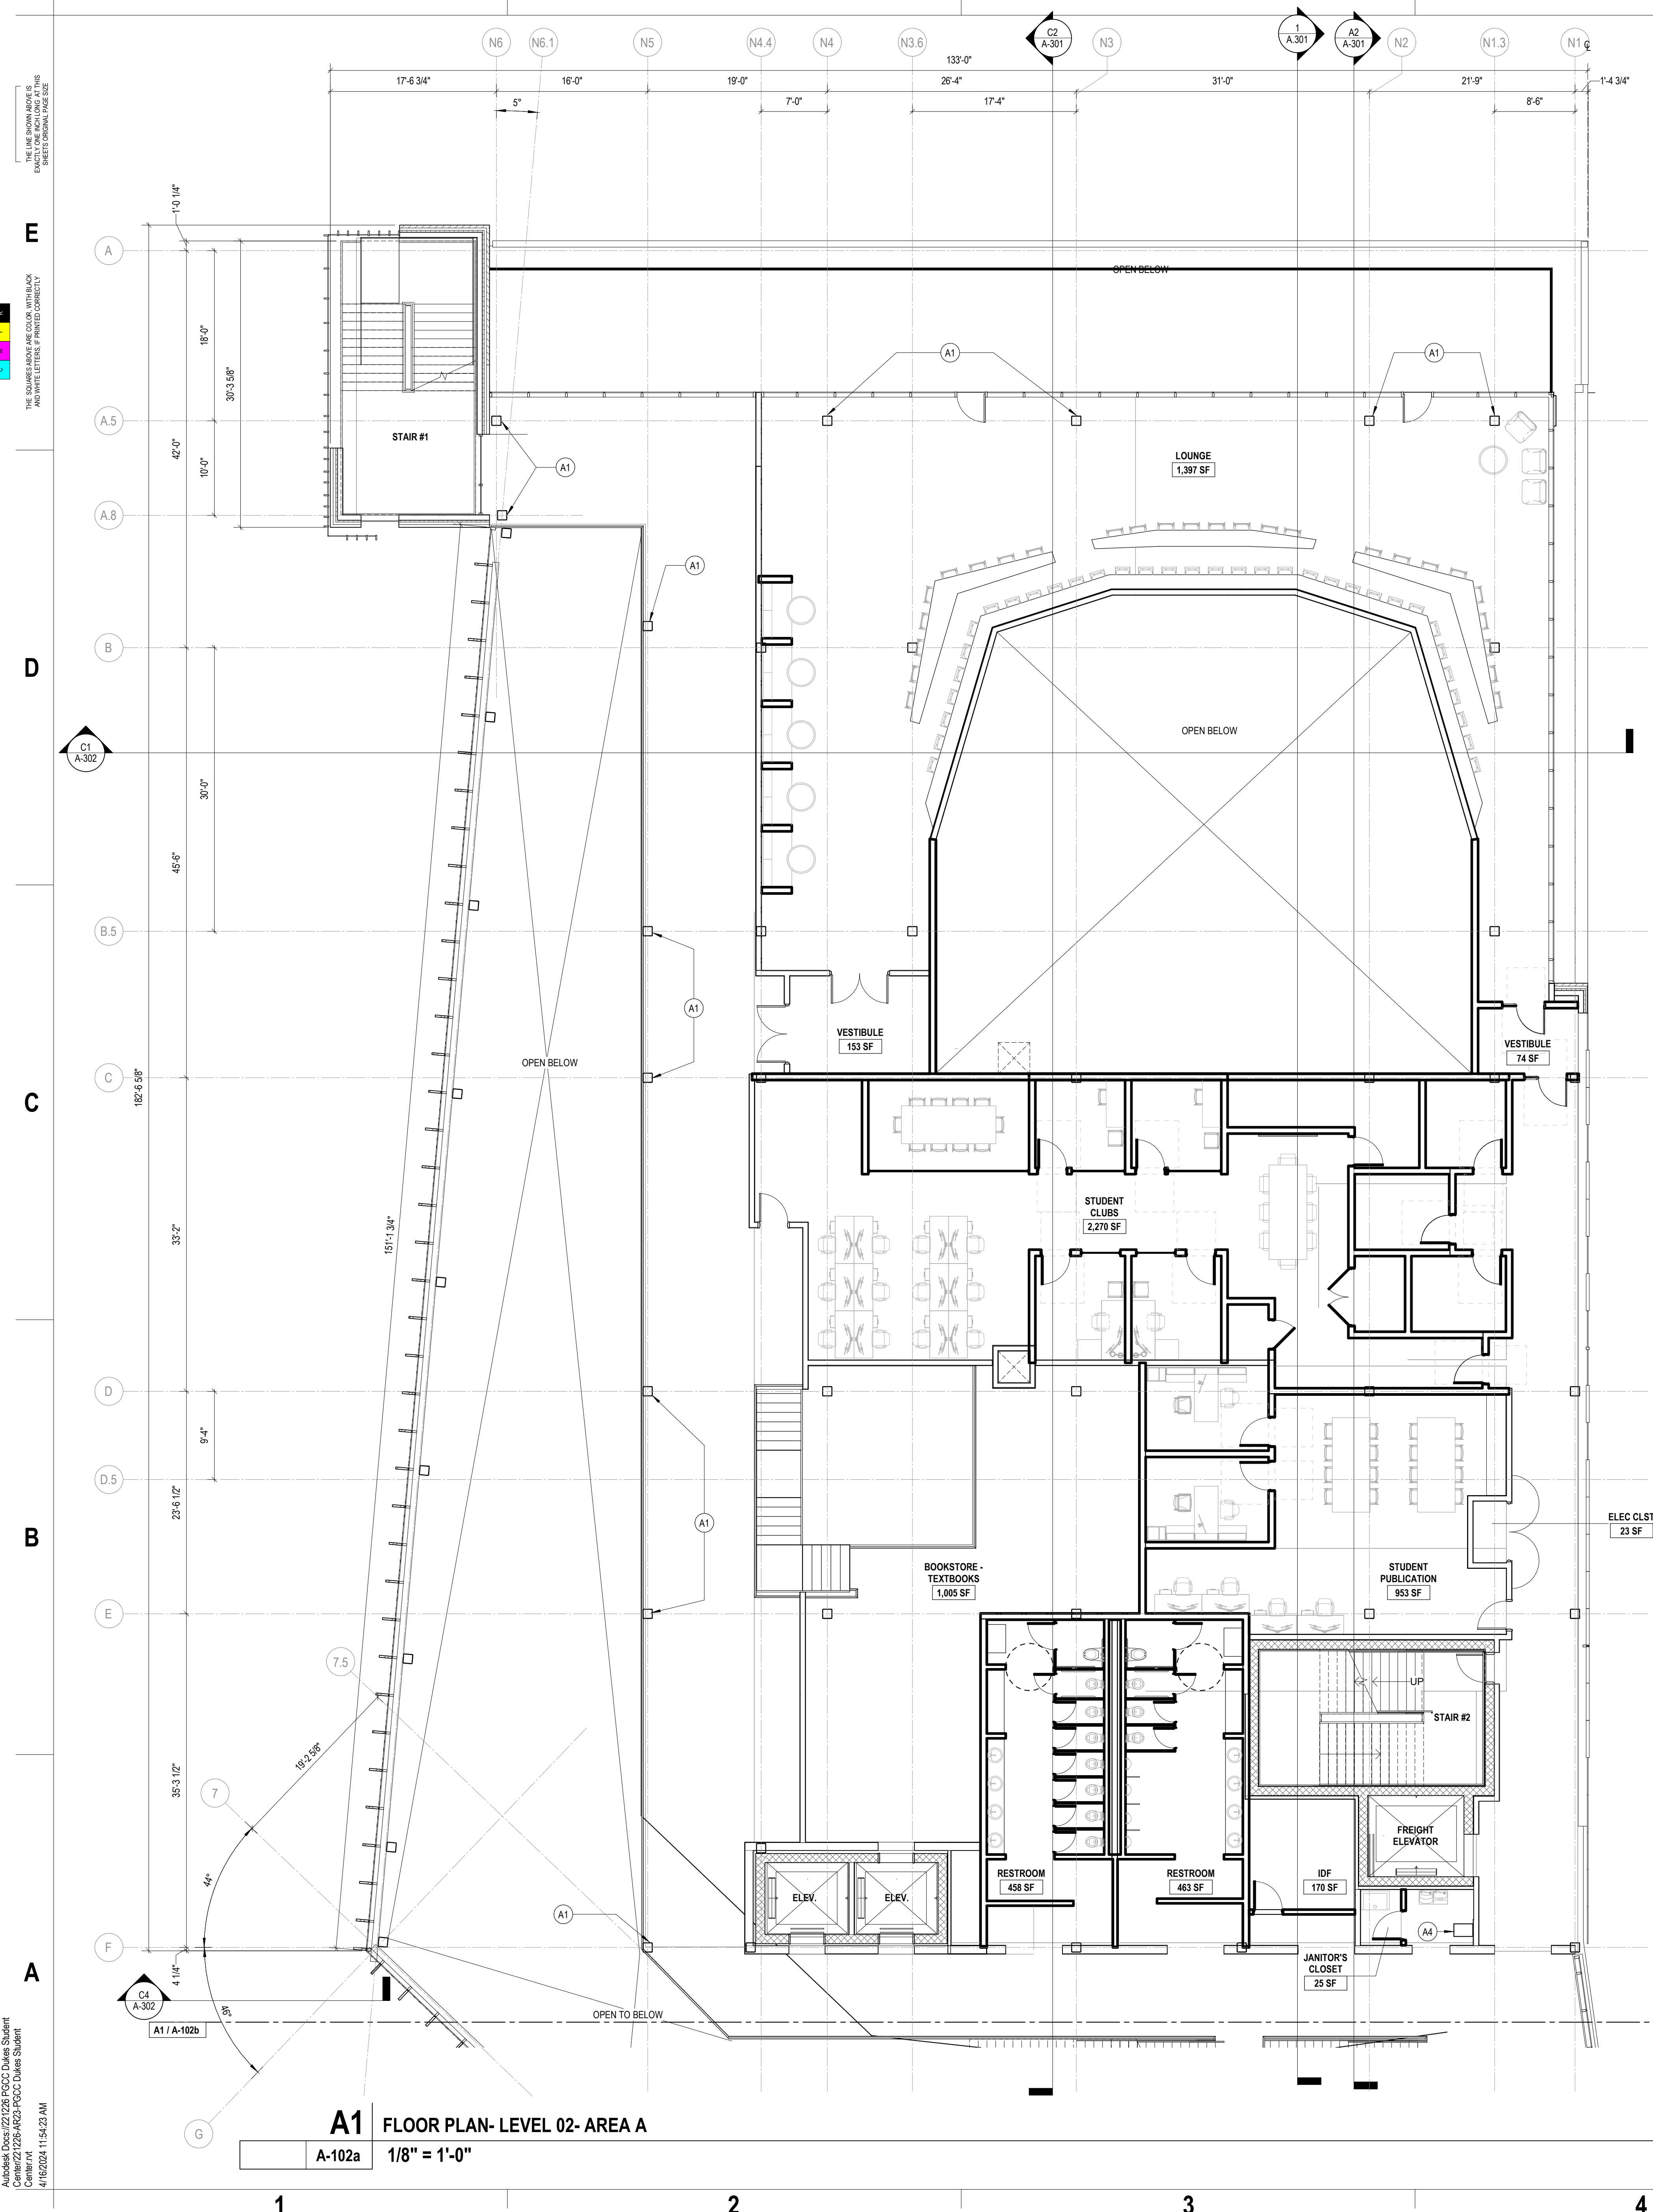 N6
N6.1
N5
N4.4
N4
N3.6
C2
A-301
N3
1
A.301
A2
A-301
N2
N1.3
N1
133'-0"
17'-6 3/4"
16'-0"
19'-0"
26'-4"
31'-0"
21'-9"
1'-4 3/4"
5°
7'-0"
17'-4"
8'-6"
THE LINE SHOWN ABOVE IS
EXACTLY ONE INCH LONG AT THIS
SHEETS ORIGINAL PAGE SIZE
THE SQUARES ABOVE ARE COLOR, WITH BLACK
AND WHITE LETTERS, IF PRINTED CORRECTLY
E
D
C
B
A
1'-0 1/4"
A
18'-0"
30'-3 5/8"
42'-0"
A.5
10'-0"
A.8
B
C1
A-302
30'-0"
45'-6"
B.5
C
182'-6 5/8"
33'-2"
151'-1 3/4"
D
9'-4"
D.5
23'-6 1/2"
E
7.5
19'-2 5/8"
35'-3 1/2"
7
44°
F
4 1/4"
46°
C4
A-302
A1 / A-102b
G
OPEN BELOW
A1
A1
STAIR #1
A1
LOUNGE
1,397 SF
A1
OPEN BELOW
A1
VESTIBULE
153 SF
VESTIBULE
74 SF
OPEN BELOW
STUDENT
CLUBS
2,270 SF
A1
ELEC CLST
23 SF
BOOKSTORE -
TEXTBOOKS
1,005 SF
STUDENT
PUBLICATION
953 SF
UP
STAIR #2
FREIGHT
ELEVATOR
RESTROOM
458 SF
RESTROOM
463 SF
IDF
170 SF
ELEV.
ELEV.
A1
A4
JANITOR'S
CLOSET
25 SF
OPEN TO BELOW
A1
FLOOR PLAN- LEVEL 02- AREA A
A-102a
1/8" = 1'-0"
Autodesk Docs://221226 PGCC Dukes Student
Center/221226-AR23-PGCC Dukes Student
Center.rvt
4/16/2024 11:54:23 AM
1
2
3
4